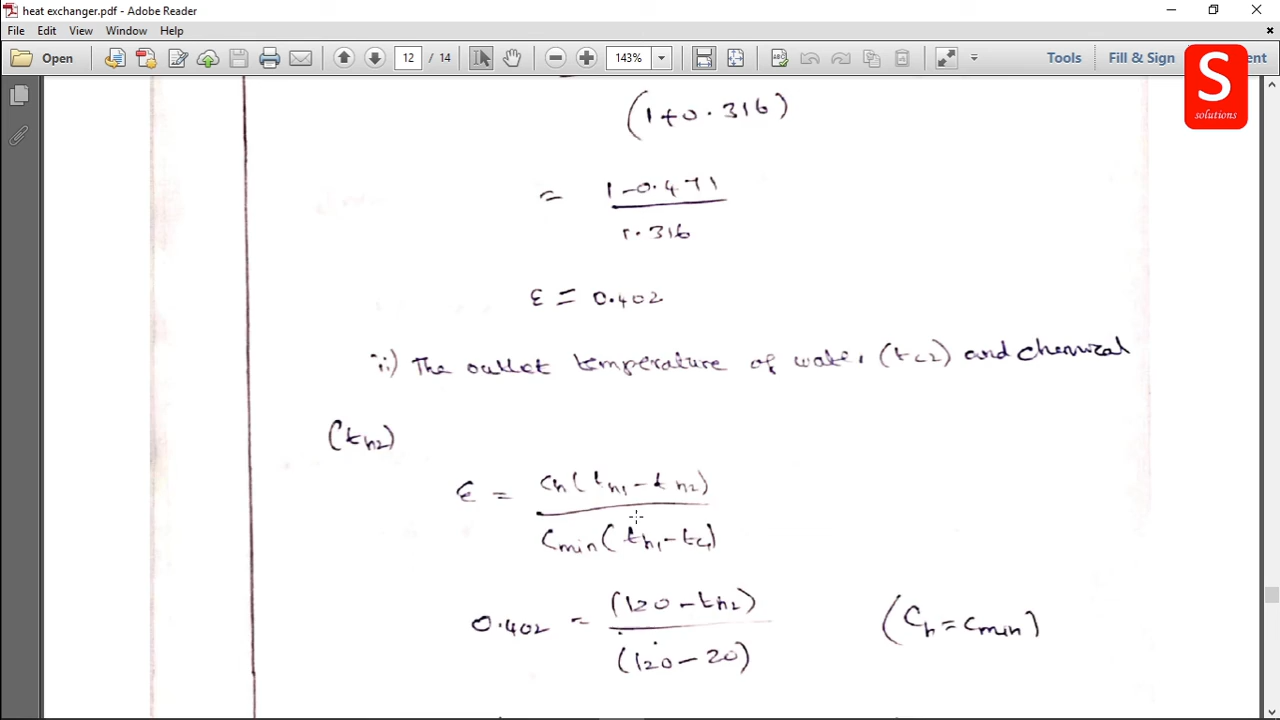 heat exchanger.pdf - Adobe Reader
File Edit View Window Help
Open 12 / 14 143% Tools Fill & Sign ment
S
solutions
(1+0.316)
= 1-0.471
1.316
ε = 0.402
ii) The outlet temperature of water (tc2) and chemical
(th2)
ε = Ch(th1 - th2)
Cmin(th1 - tc1)
0.402 = (120 - th2) (Ch = Cmin)
(120 - 20)